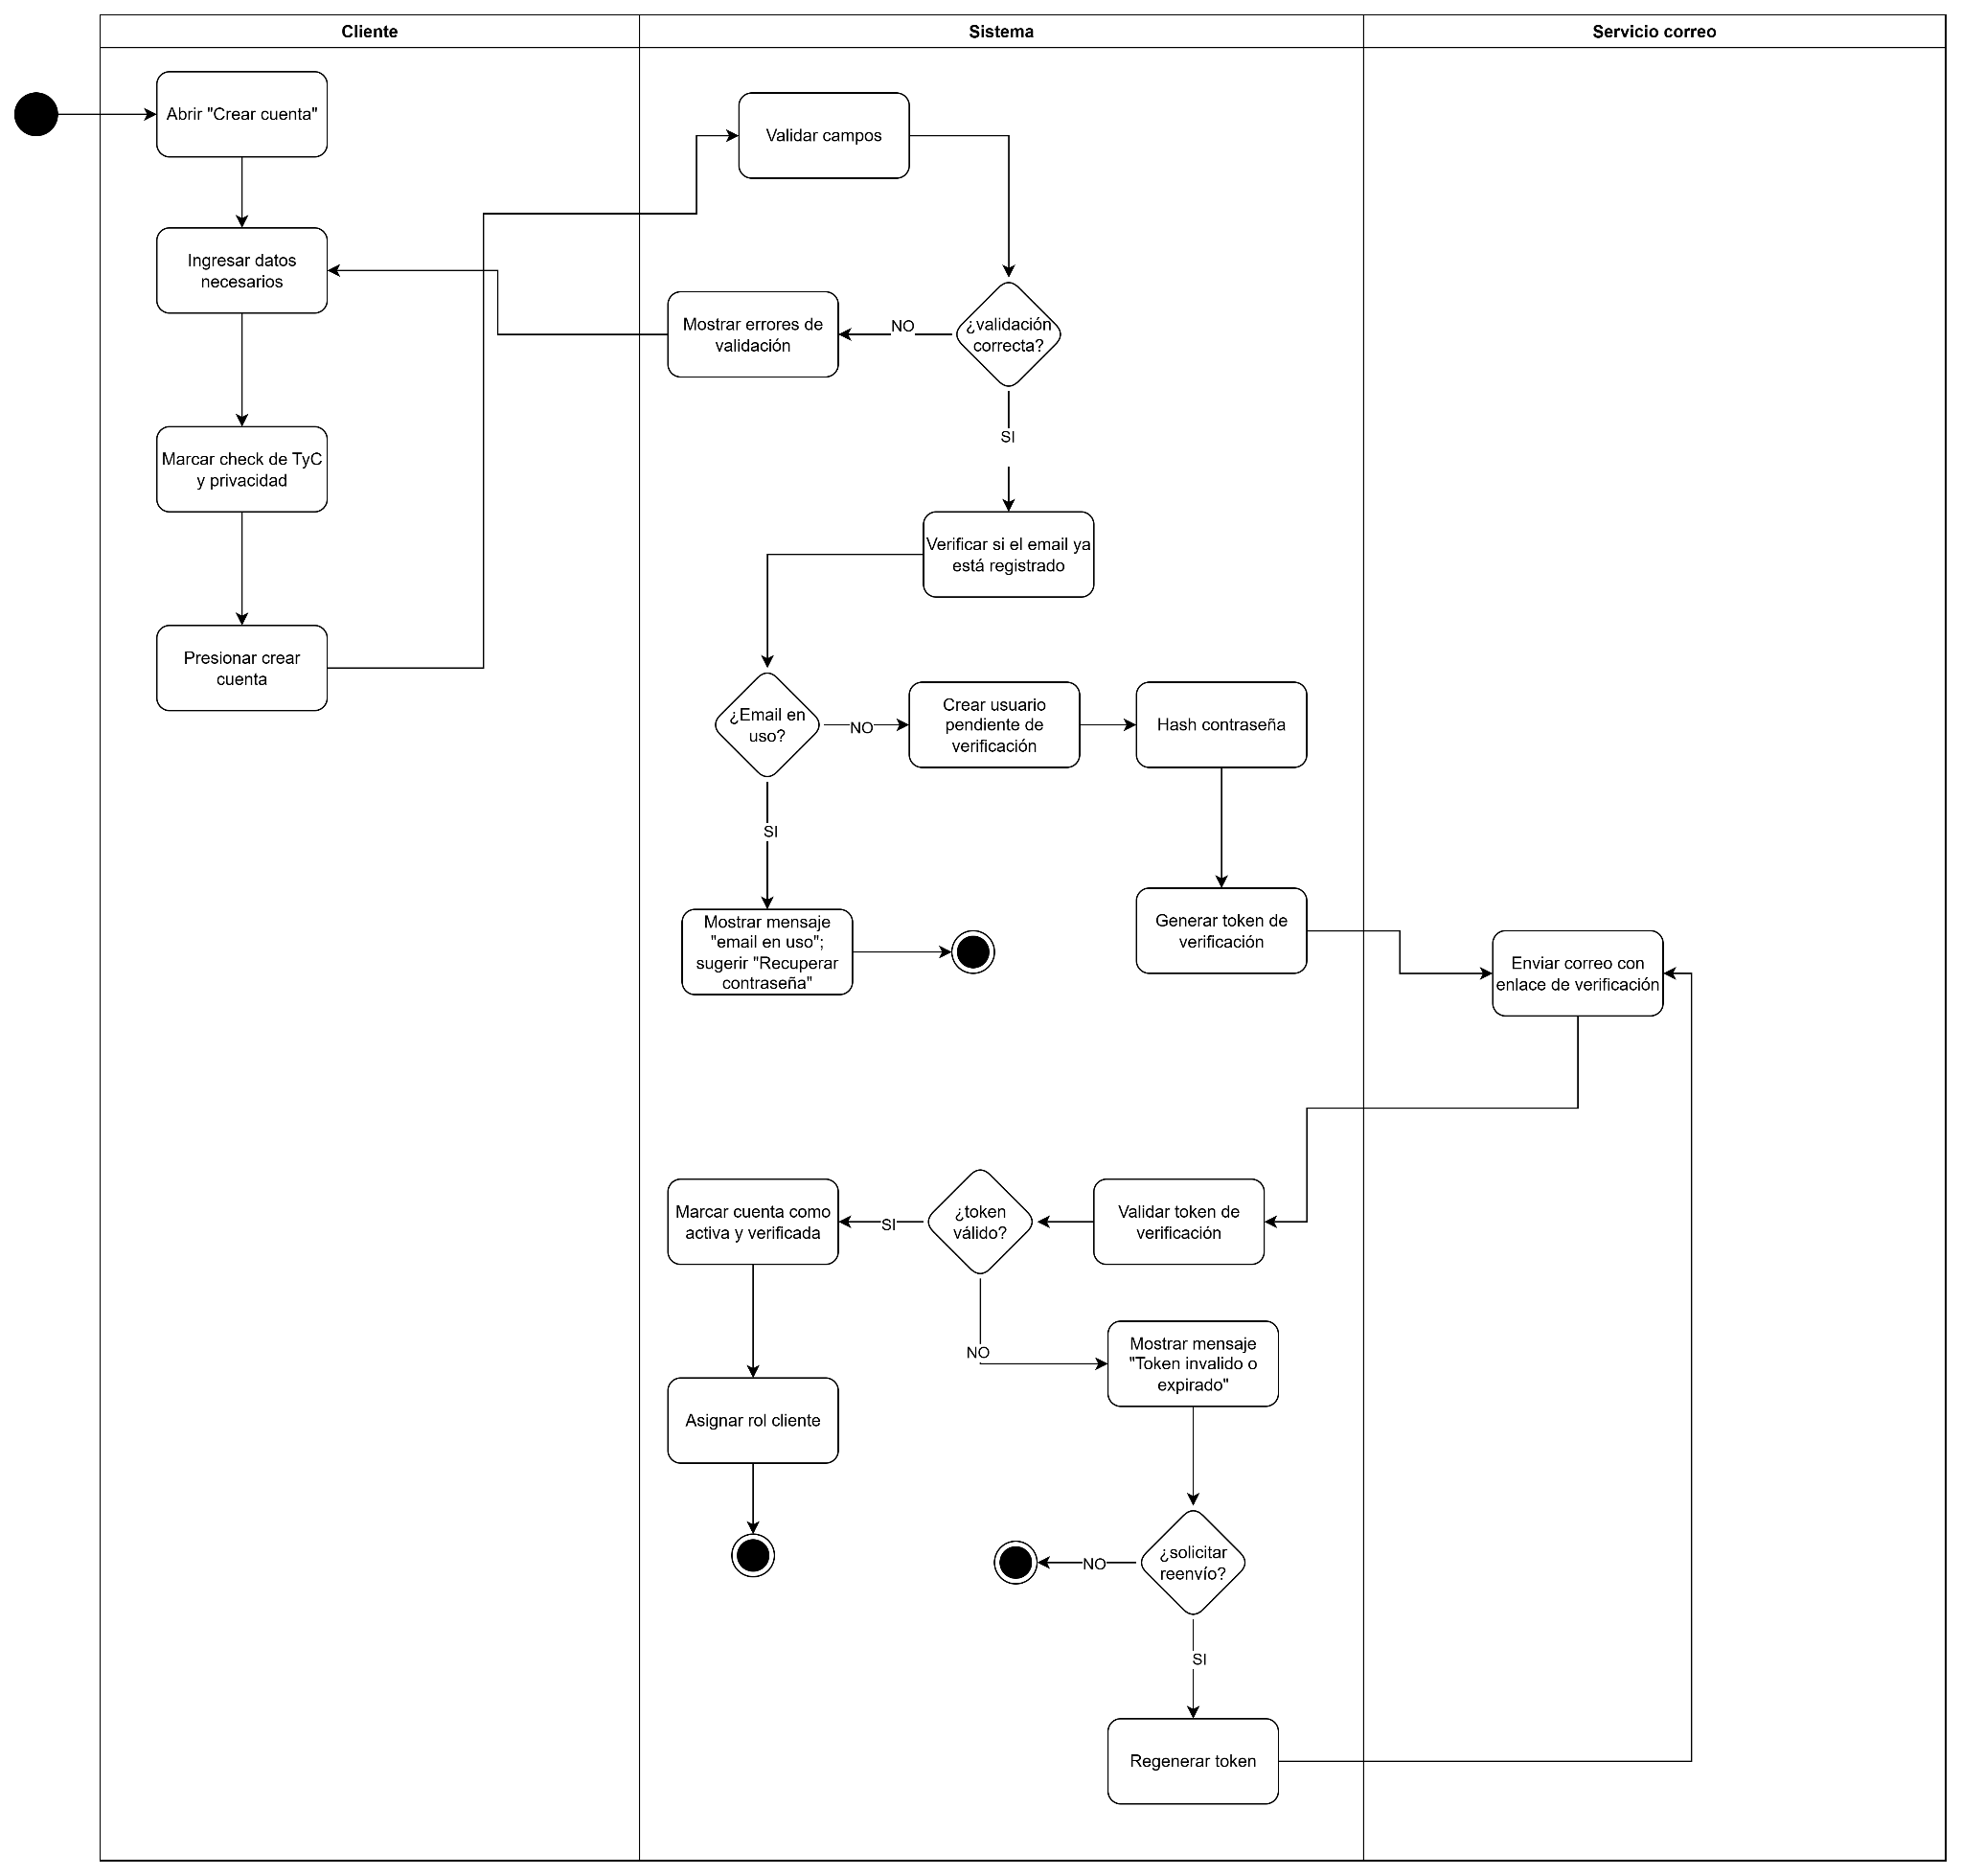 Cliente
Sistema
Servicio correo
Abrir "Crear cuenta"
Validar campos
Ingresar datos
necesarios
Mostrar errores de
validación
NO
¿validación
correcta?
SI
Marcar check de TyC
y privacidad
Verificar si el email ya
está registrado
Presionar crear
cuenta
¿Email en
uso?
NO
Crear usuario
pendiente de
verificación
Hash contraseña
SI
Mostrar mensaje
"email en uso";
sugerir "Recuperar
contraseña"
Generar token de
verificación
Enviar correo con
enlace de verificación
Marcar cuenta como
activa y verificada
SI
¿token
válido?
Validar token de
verificación
NO
Mostrar mensaje
"Token invalido o
expirado"
Asignar rol cliente
NO
¿solicitar
reenvío?
SI
Regenerar token